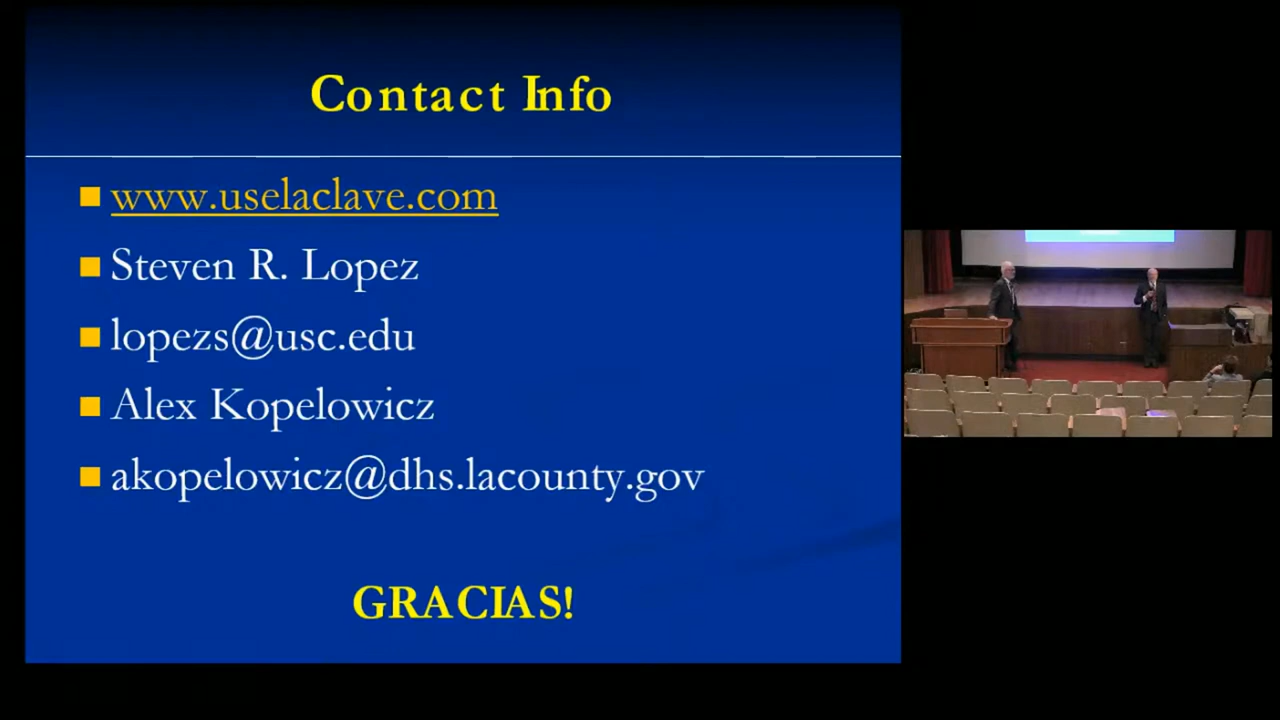 Contact Info
www.uselaclave.com
Steven R. Lopez
lopezs@usc.edu
Alex Kopelowicz
akopelowicz@dhs.lacounty.gov
GRACIAS!